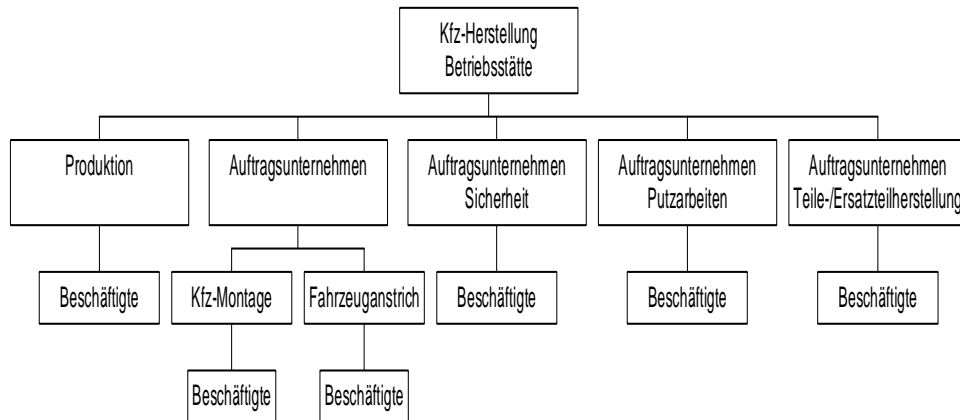 Kfz-Herstellung
Betriebsstätte
Produktion
Auftragsunternehmen
Auftragsunternehmen
Sicherheit
Auftragsunternehmen
Putzarbeiten
Auftragsunternehmen
Teile-/Ersatzteilherstellung
Beschäftigte
Kfz-Montage
Fahrzeuganstrich
Beschäftigte
Beschäftigte
Beschäftigte
Beschäftigte
Beschäftigte